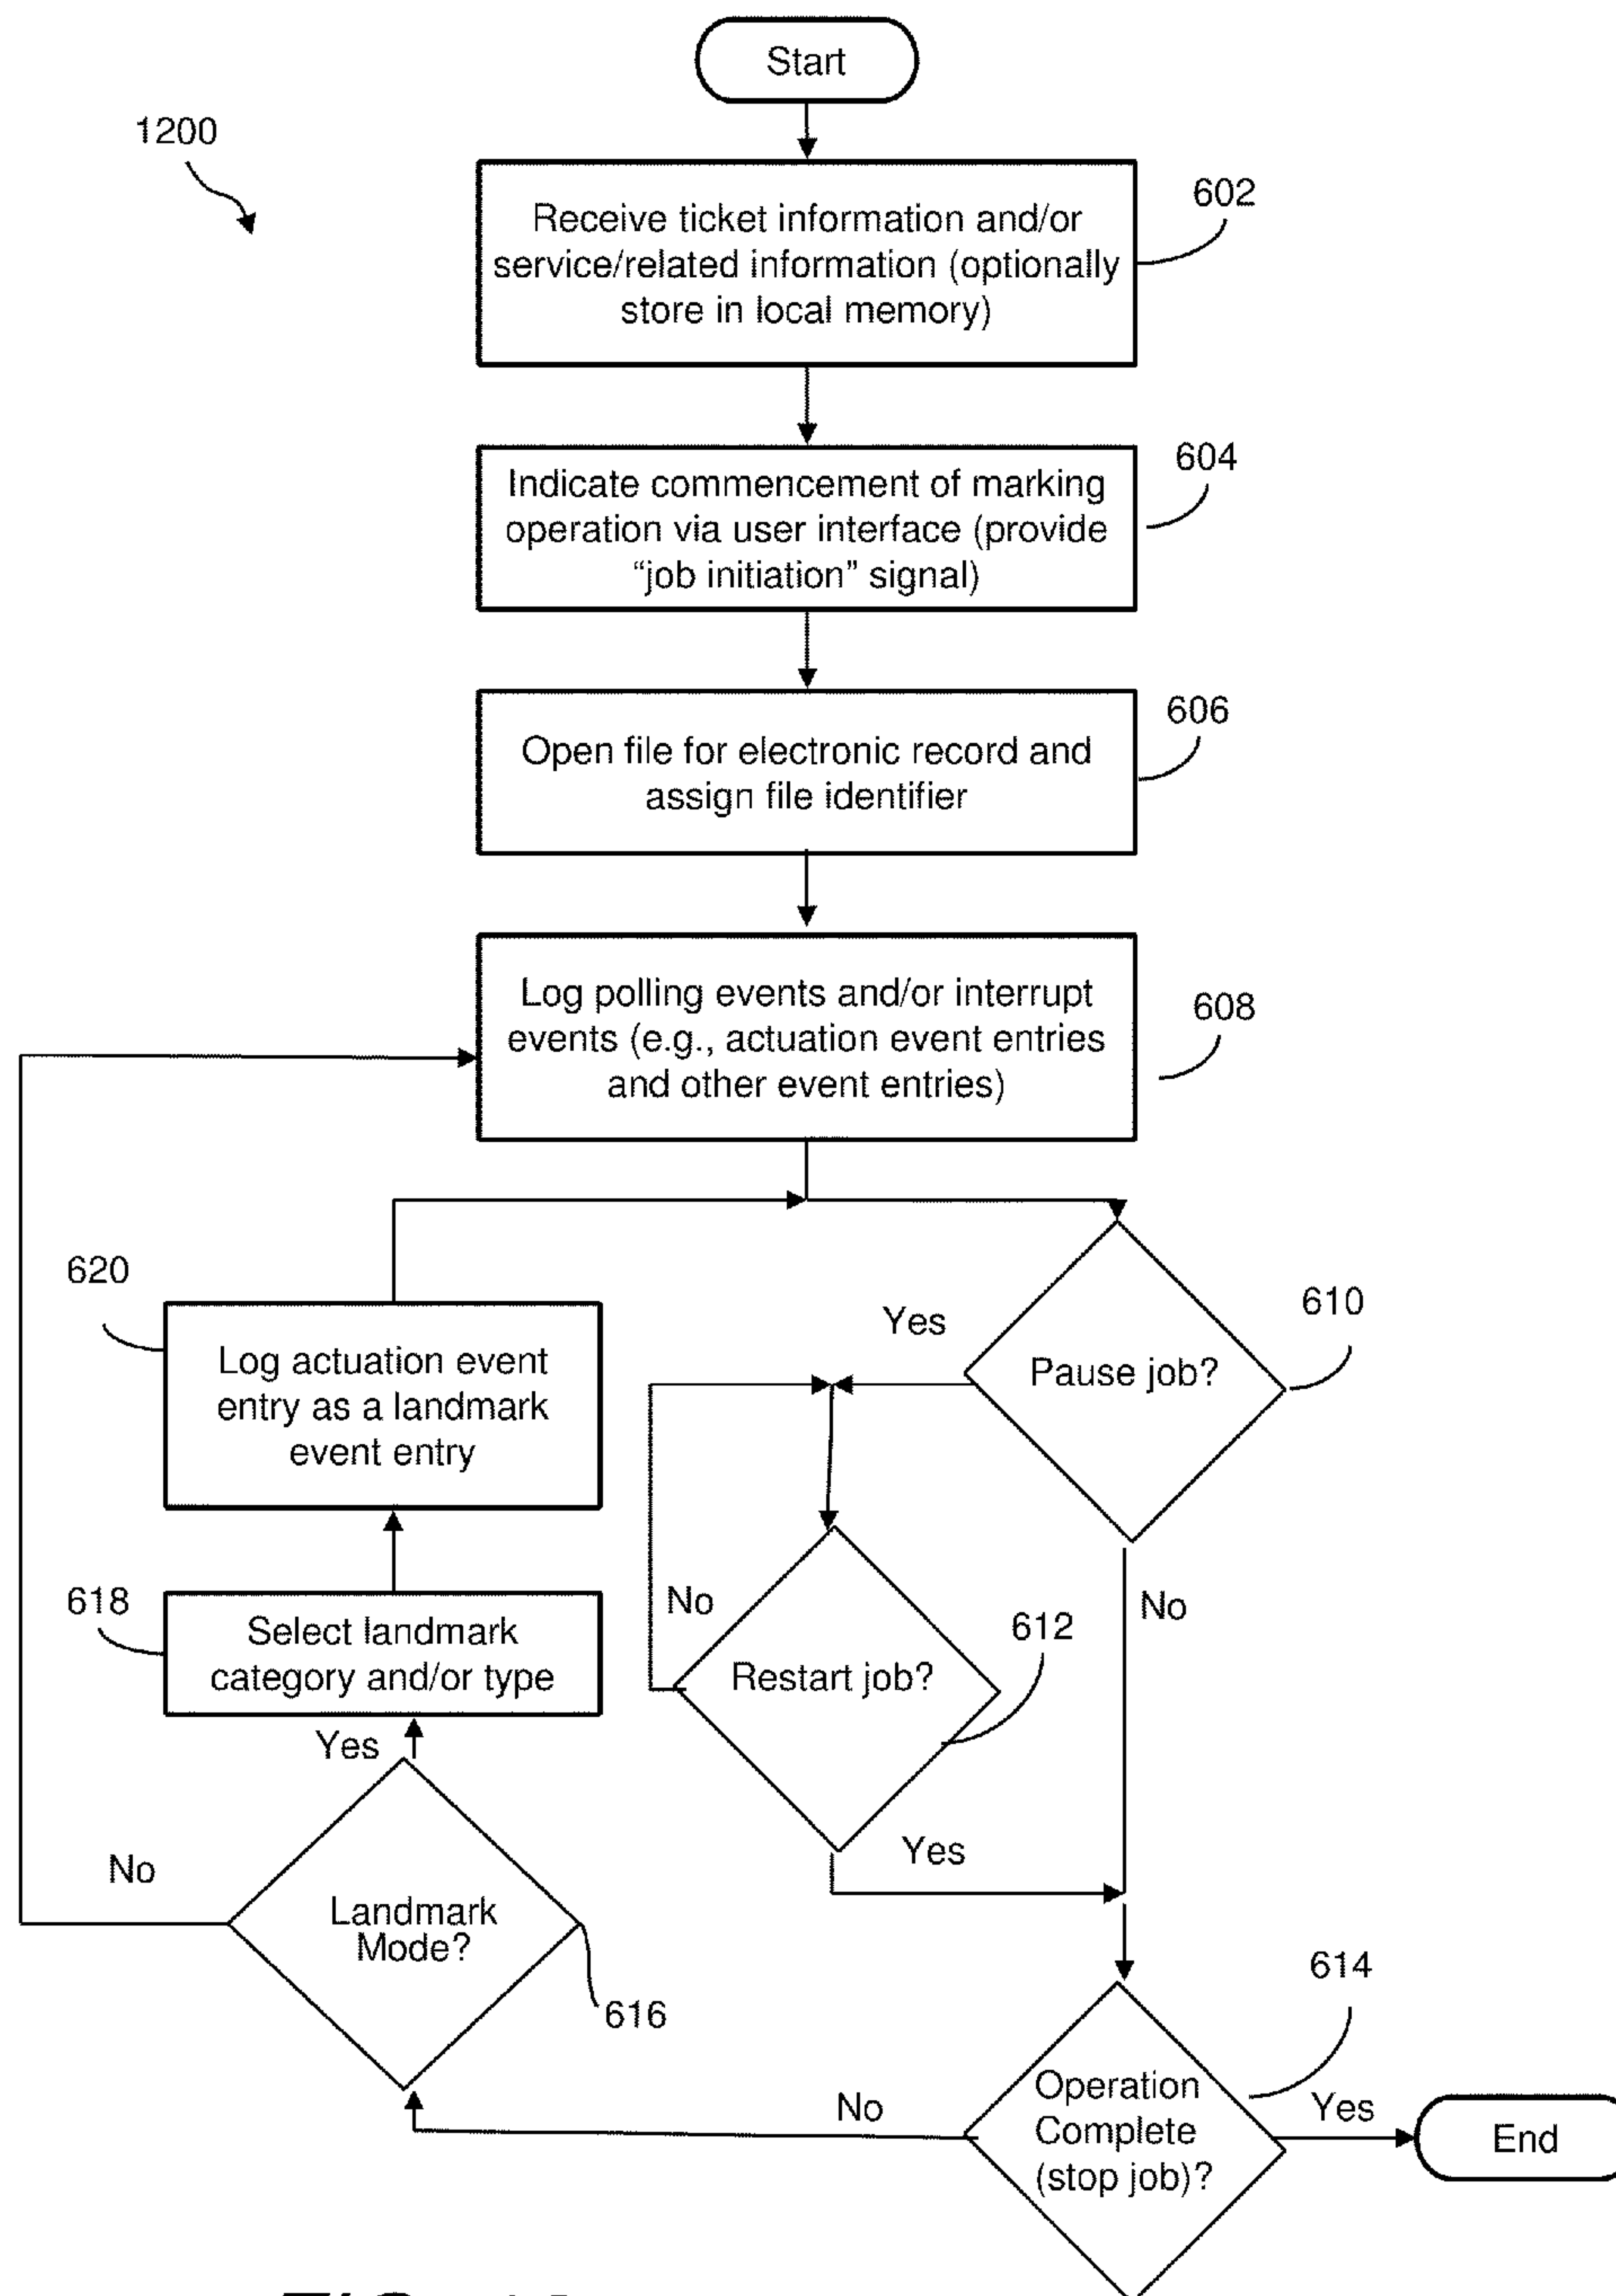 Start
1200
602
Receive ticket information and/or
service/related information (optionally
store in local memory)
604
Indicate commencement of marking
operation via user interface (provide
“job initiation” signal)
606
Open file for electronic record and
assign file identifier
608
Log polling events and/or interrupt
events (e.g., actuation event entries
and other event entries)
620
Log actuation event
entry as a landmark
event entry
Yes
610
Pause job?
618
Select landmark
category and/or type
No
612
Restart job?
No
Yes
Yes
No
Landmark
Mode?
616
614
Operation
Complete
(stop job)?
No
Yes
End